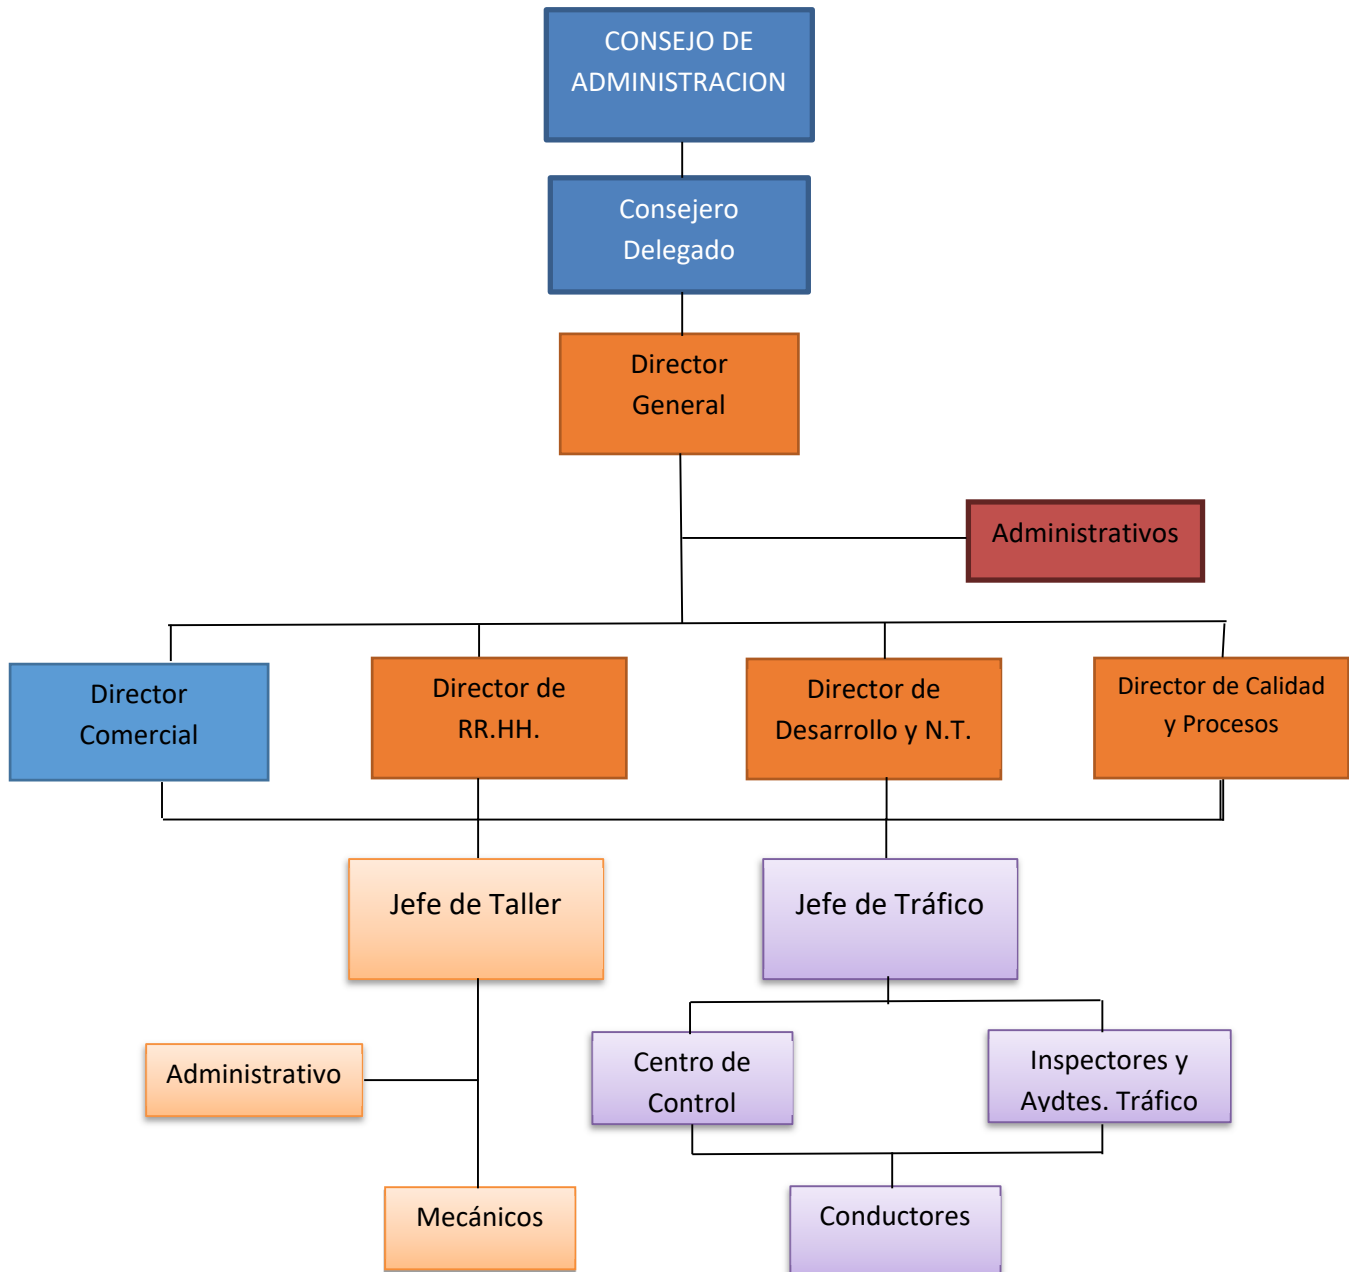 CONSEJO DE
ADMINISTRACION
Consejero
Delegado
Director
General
Administrativos
Director
Comercial
Director de
RR.HH.
Director de
Desarrollo y N.T.
Director de Calidad
y Procesos
Jefe de Taller
Jefe de Tráfico
Administrativo
Centro de
Control
Inspectores y
Aydtes. Tráfico
Mecánicos
Conductores